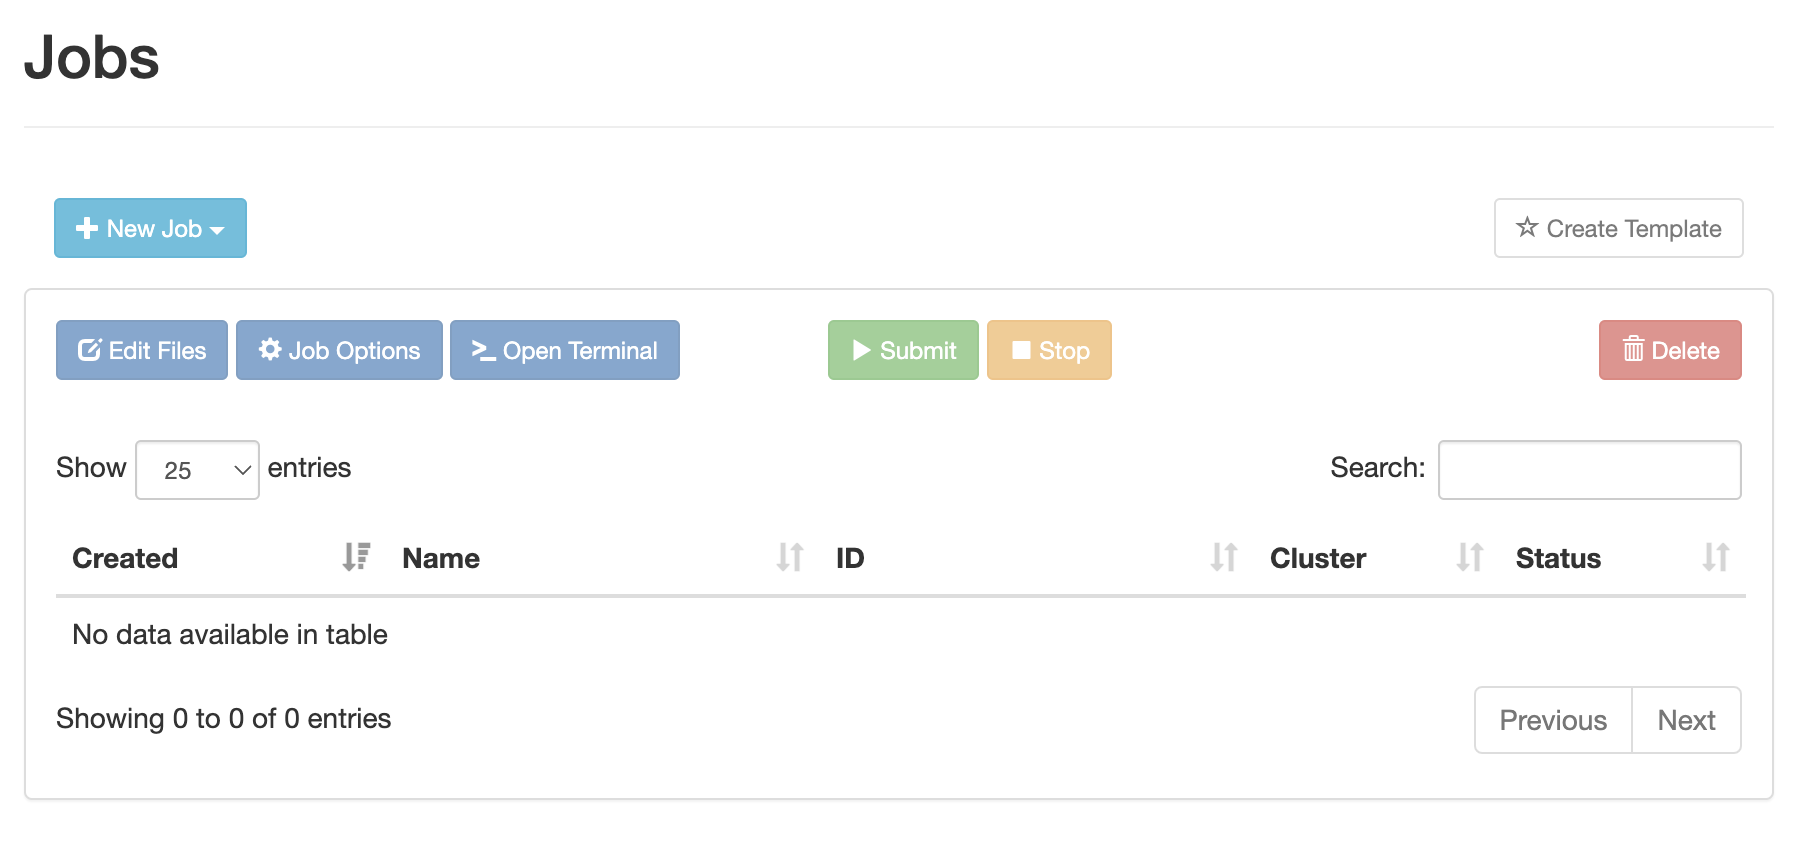 Jobs
New Job
Create Template
Edit Files
Job Options
Open Terminal
Submit
Stop
Delete
Show 25 entries
Search:
Created Name ID Cluster Status
No data available in table
Showing 0 to 0 of 0 entries
Previous Next